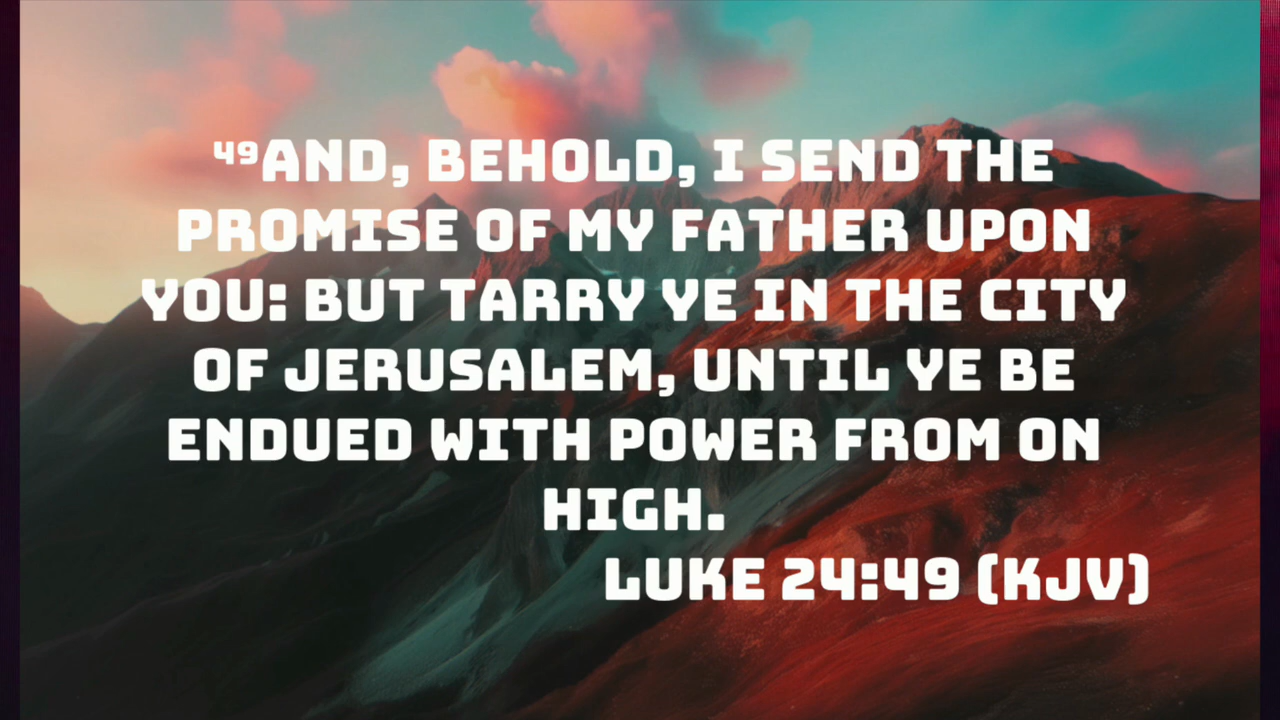 ⁴⁹AND, BEHOLD, I SEND THE
PROMISE OF MY FATHER UPON
YOU: BUT TARRY YE IN THE CITY
OF JERUSALEM, UNTIL YE BE
ENDUED WITH POWER FROM ON
HIGH.
LUKE 24:49 (KJV)